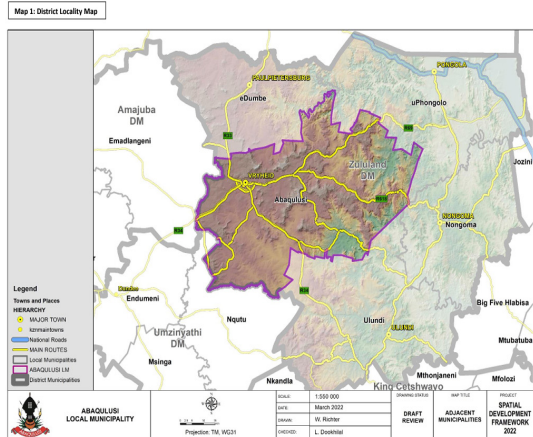 Map 1: District Locality Map
PONGOLA
PAULPIETERSBURG
eDumbe
uPhongolo
Amajuba
DM
Emadlangeni
R33
Jozini
Zululand
DM
VRYHEID
Abaqulusi
R618
NONGOMA
Nongoma
R34
Dundee
Endumeni
Big Five Hlabisa
Nqutu
Ulundi
Umzinyathi
DM
ULUNDI
Mtubatuba
Msinga
Nkandla
Mthonjaneni
Mfolozi
King Cetshwayo
Legend
Towns and Places
HIERARCHY
MAJOR TOWN
kznmaintowns
National Roads
MAIN ROUTES
Local Municipalities
ABAQULUSI LM
District Municipalities
ABAQULUSI
LOCAL MUNICIPALITY
Projection: TM, WG31
SCALE: 1:550 000
DATE: March 2022
DRAWN: W. Richter
CHECKED: L. Dookhilal
DRAWING STATUS
DRAFT
REVIEW
MAP TITLE
ADJACENT
MUNICIPALITIES
PROJECT
SPATIAL
DEVELOPMENT
FRAMEWORK
2022